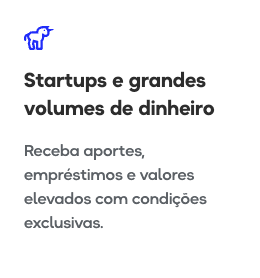 Startups e grandes
volumes de dinheiro
Receba aportes,
empréstimos e valores
elevados com condições
exclusivas.